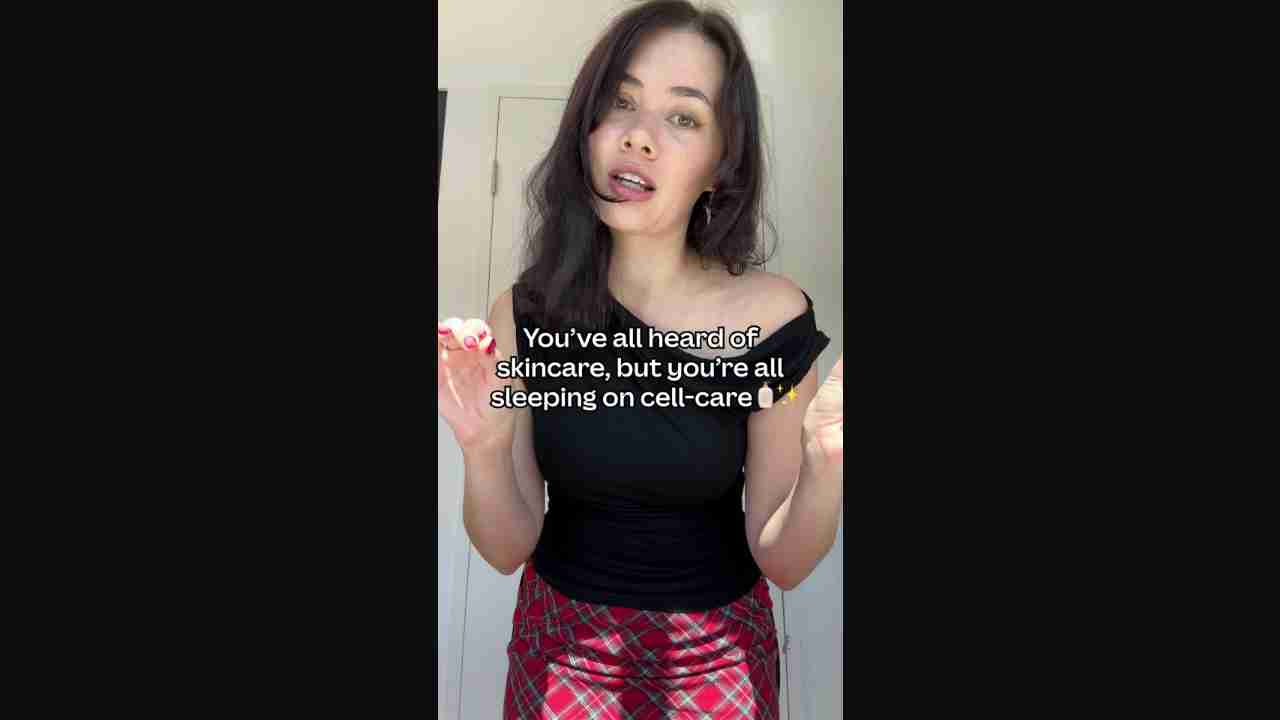 You’ve all heard of
skincare, but you’re all
sleeping on cell-care🧴✨